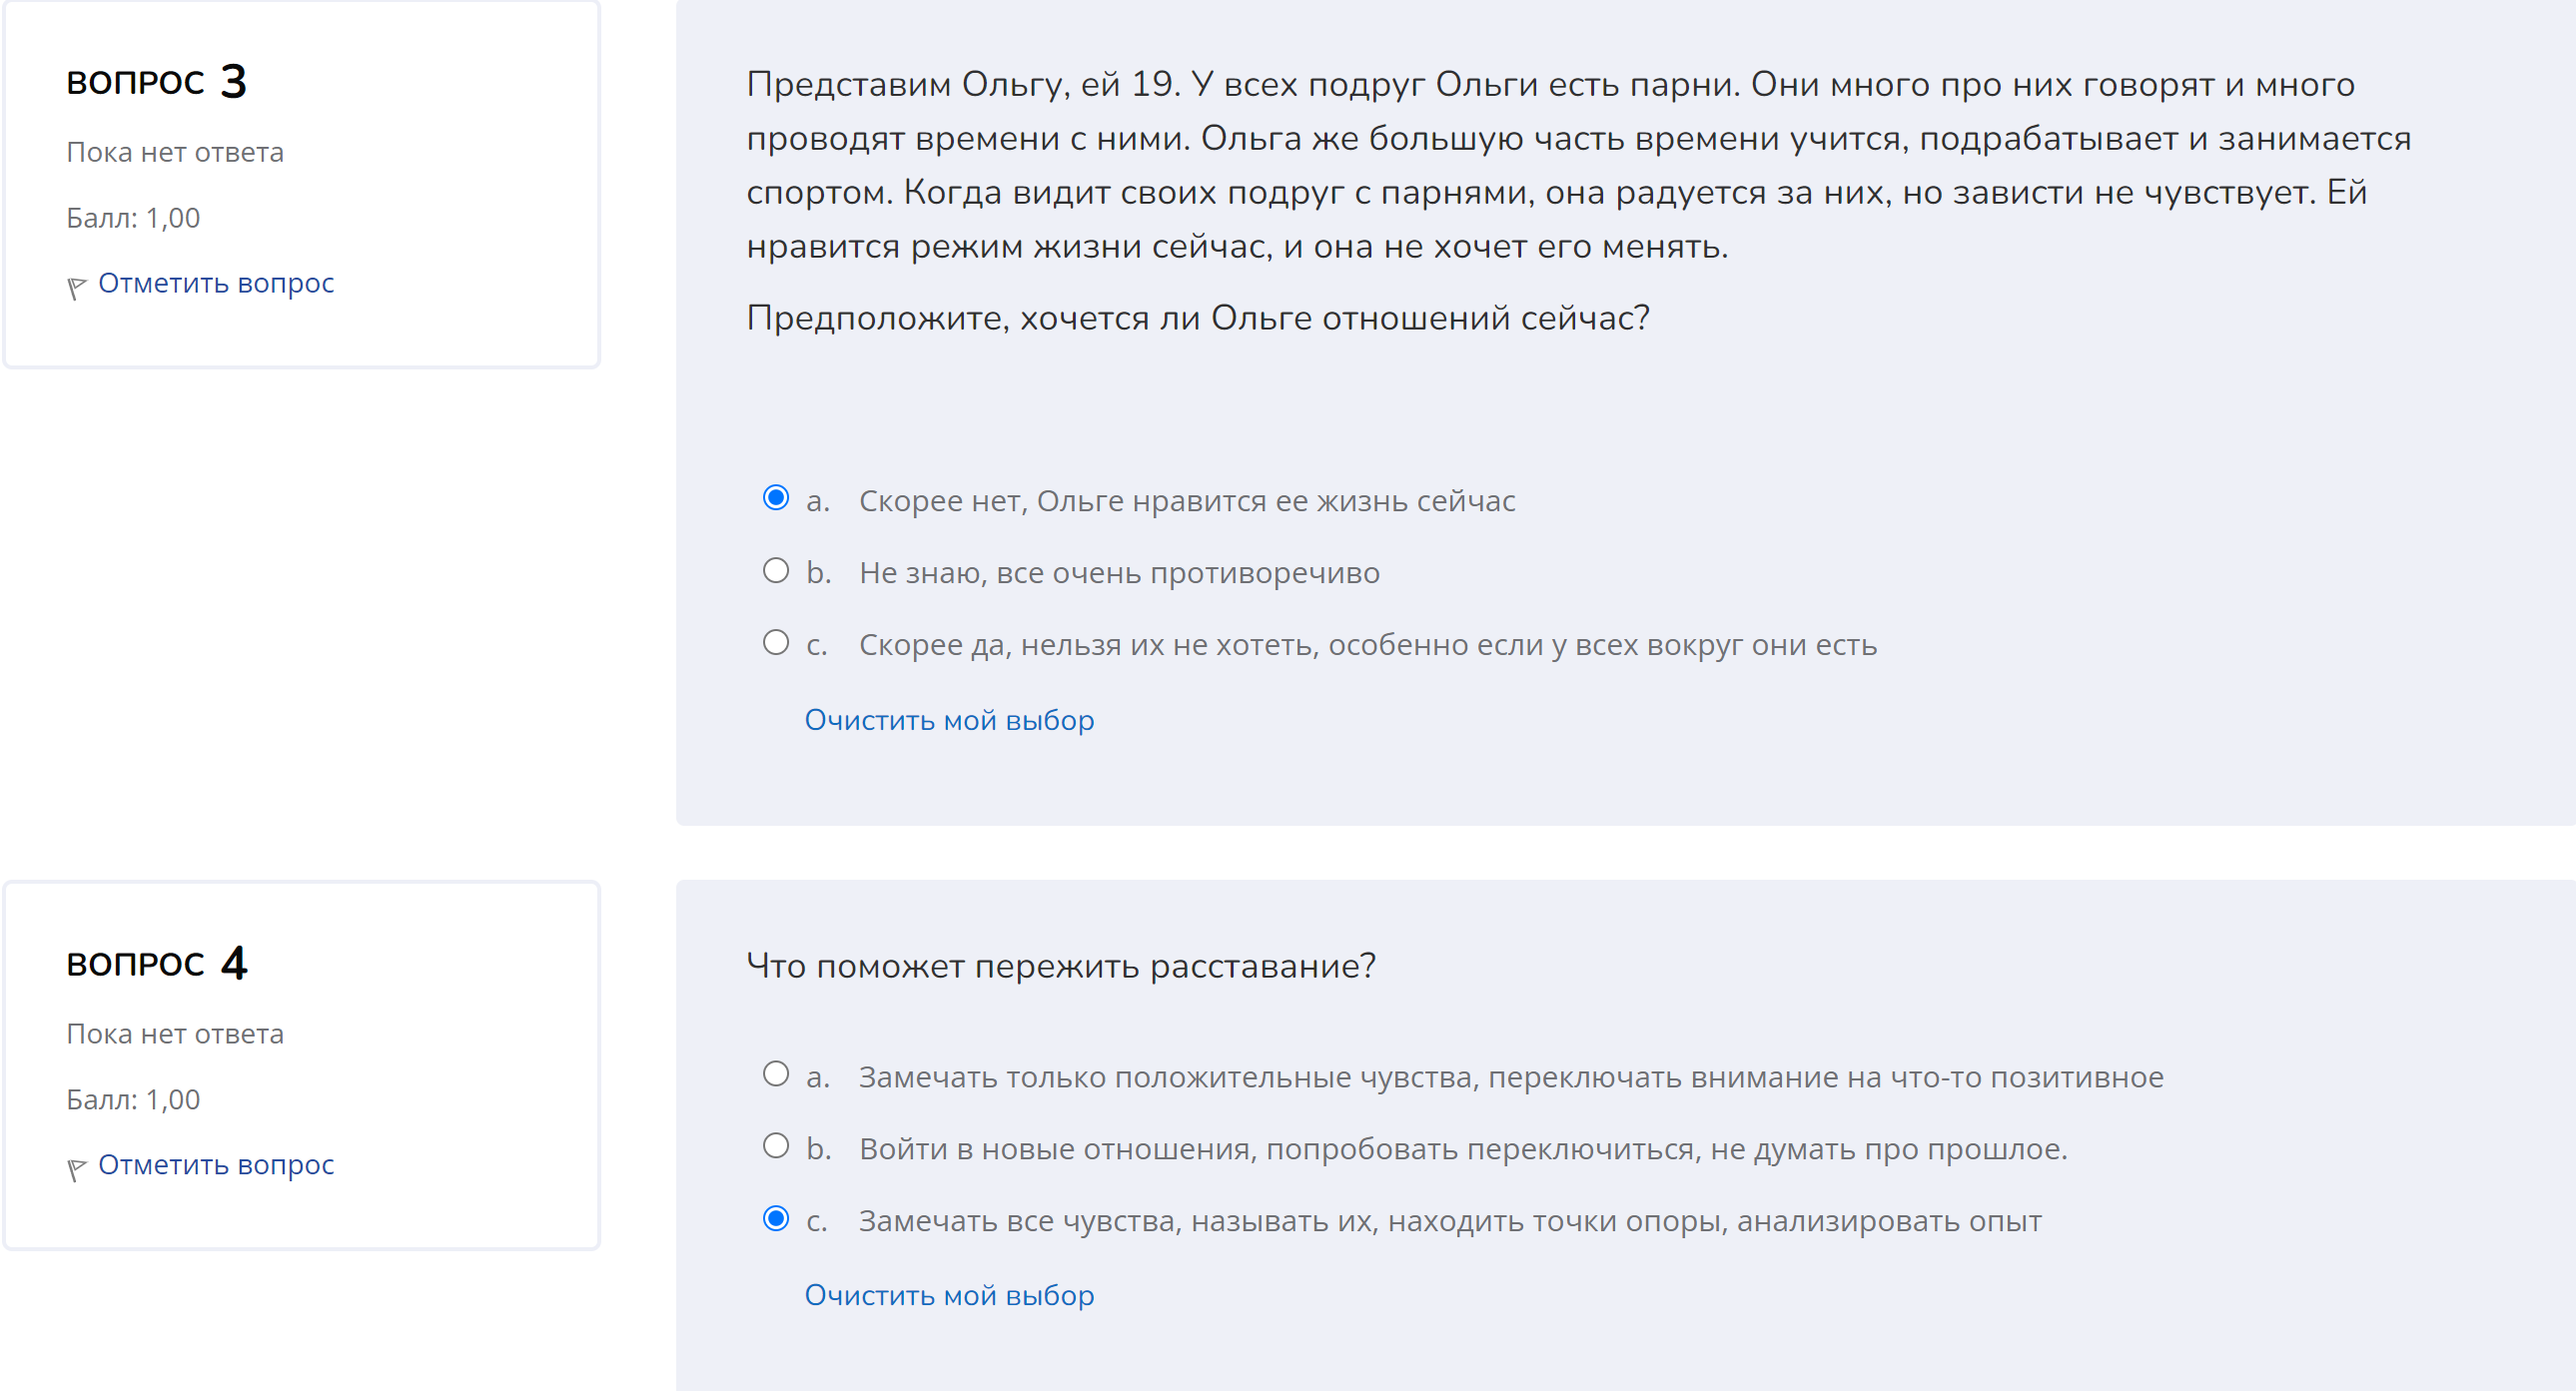 ВОПРОС 3
Пока нет ответа
Балл: 1,00
Отметить вопрос
Представим Ольгу, ей 19. У всех подруг Ольги есть парни. Они много про них говорят и много
проводят времени с ними. Ольга же большую часть времени учится, подрабатывает и занимается
спортом. Когда видит своих подруг с парнями, она радуется за них, но зависти не чувствует. Ей
нравится режим жизни сейчас, и она не хочет его менять.
Предположите, хочется ли Ольге отношений сейчас?
a. Скорее нет, Ольге нравится ее жизнь сейчас
b. Не знаю, все очень противоречиво
c. Скорее да, нельзя их не хотеть, особенно если у всех вокруг они есть
Очистить мой выбор
ВОПРОС 4
Пока нет ответа
Балл: 1,00
Отметить вопрос
Что поможет пережить расставание?
a. Замечать только положительные чувства, переключать внимание на что-то позитивное
b. Войти в новые отношения, попробовать переключиться, не думать про прошлое.
c. Замечать все чувства, называть их, находить точки опоры, анализировать опыт
Очистить мой выбор